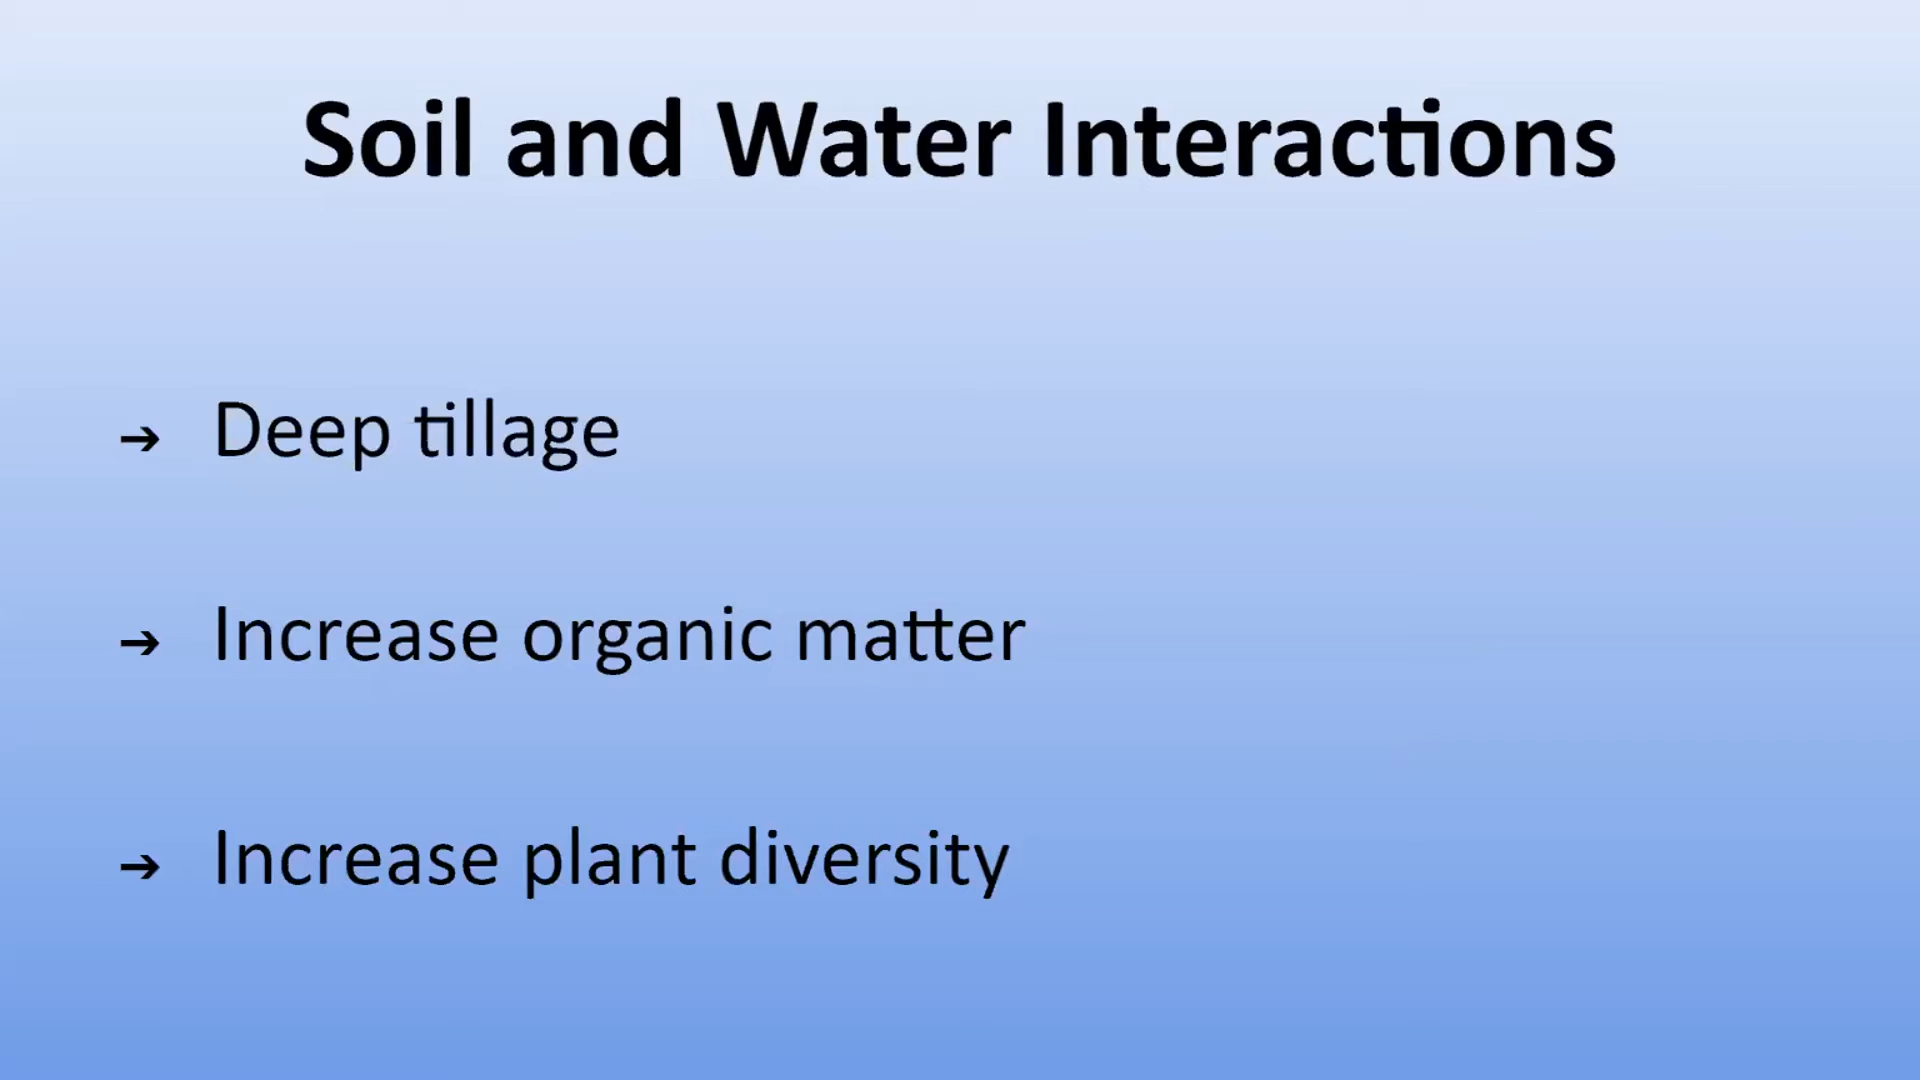 Soil and Water Interactions
➔ Deep tillage
➔ Increase organic matter
➔ Increase plant diversity